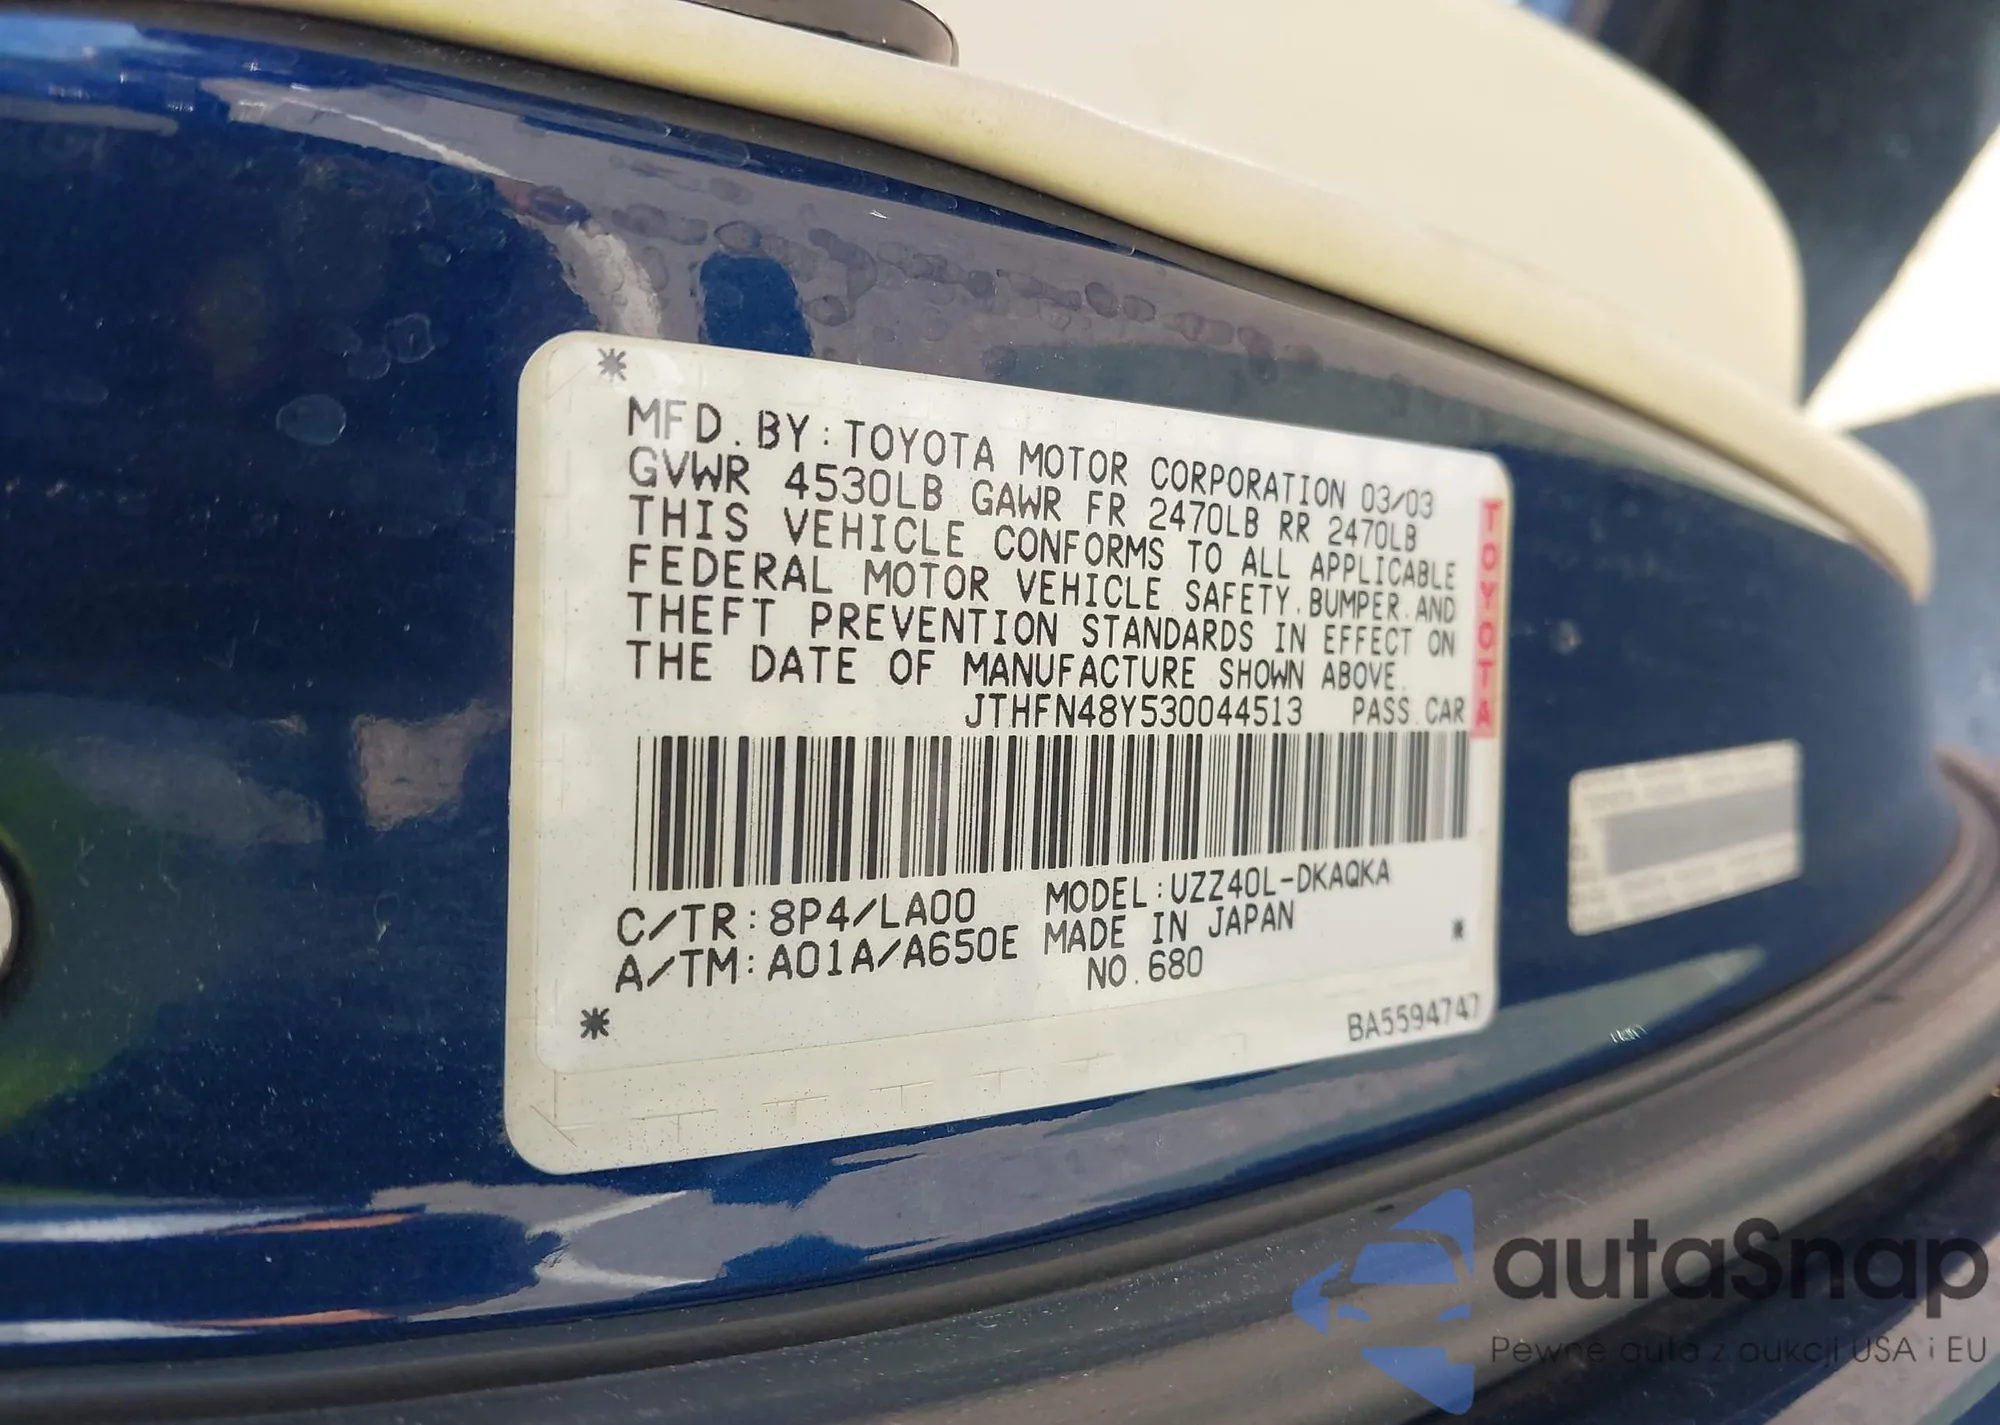 MFD. BY: TOYOTA MOTOR CORPORATION 03/03
GVWR 4530LB GAWR FR 2470LB RR 2470LB
THIS VEHICLE CONFORMS TO ALL APPLICABLE
FEDERAL MOTOR VEHICLE SAFETY. BUMPER. AND
THEFT PREVENTION STANDARDS IN EFFECT ON
THE DATE OF MANUFACTURE SHOWN ABOVE.
JTHFN48Y530044513 PASS. CAR
TOYOTA
C/TR: 8P4/LA00 MODEL: UZZ40L-DKAQKA
A/TM: A01A/A650E MADE IN JAPAN
NO. 680
BA5594747
autaSnap
Pewne auta z aukcji USA i EU